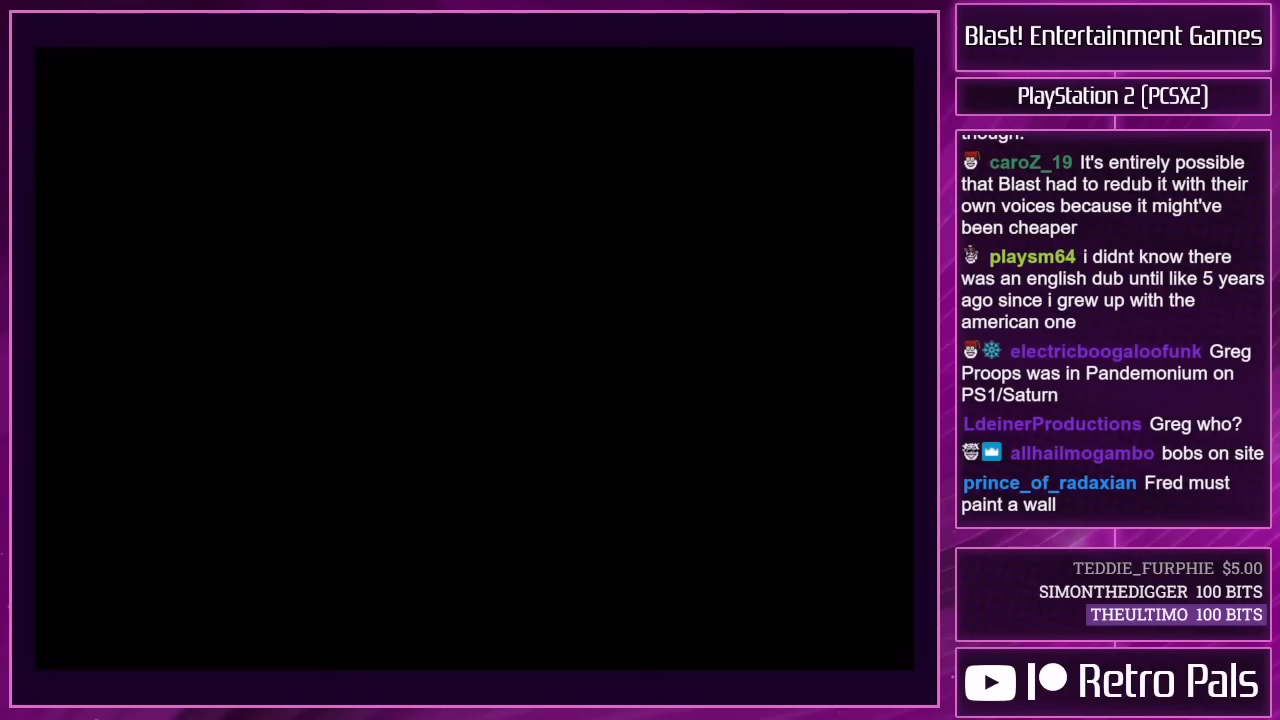 Blast! Entertainment Games
PlayStation 2 (PCSX2)
though.
caroZ_19 It's entirely possible
that Blast had to redub it with their
own voices because it might've
been cheaper
playsm64 i didnt know there
was an english dub until like 5 years
ago since i grew up with the
american one
electricboogaloofunk Greg
Proops was in Pandemonium on
PS1/Saturn
LdeinerProductions Greg who?
allhailmogambo bobs on site
prince_of_radaxian Fred must
paint a wall
TEDDIE_FURPHIE $5.00
SIMONTHEDIGGER 100 BITS
THEULTIMO 100 BITS
Retro Pals